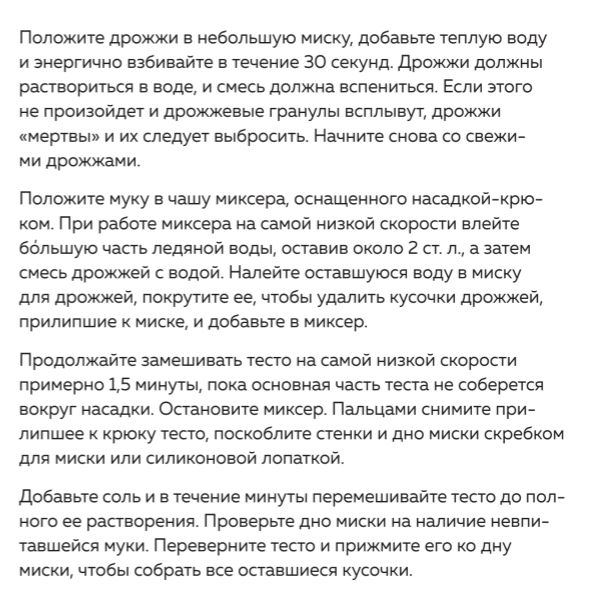 Положите дрожжи в небольшую миску, добавьте теплую воду
и энергично взбивайте в течение 30 секунд. Дрожжи должны
раствориться в воде, и смесь должна вспениться. Если этого
не произойдет и дрожжевые гранулы всплывут, дрожжи
«мертвы» и их следует выбросить. Начните снова со свежи-
ми дрожжами.
Положите муку в чашу миксера, оснащенного насадкой-крю-
ком. При работе миксера на самой низкой скорости влейте
бо́льшую часть ледяной воды, оставив около 2 ст. л., а затем
смесь дрожжей с водой. Налейте оставшуюся воду в миску
для дрожжей, покрутите ее, чтобы удалить кусочки дрожжей,
прилипшие к миске, и добавьте в миксер.
Продолжайте замешивать тесто на самой низкой скорости
примерно 1,5 минуты, пока основная часть теста не соберется
вокруг насадки. Остановите миксер. Пальцами снимите при-
липшее к крюку тесто, поскоблите стенки и дно миски скребком
для миски или силиконовой лопаткой.
Добавьте соль и в течение минуты перемешивайте тесто до пол-
ного ее растворения. Проверьте дно миски на наличие невпи-
тавшейся муки. Переверните тесто и прижмите его ко дну
миски, чтобы собрать все оставшиеся кусочки.